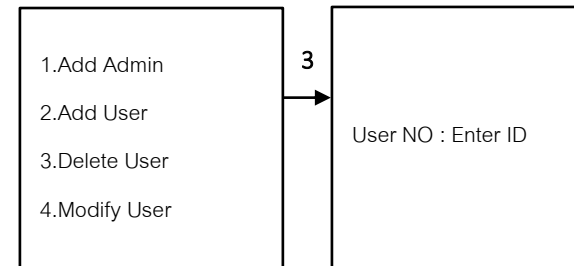 1.Add Admin
2.Add User
3.Delete User
4.Modify User
3
User NO : Enter ID